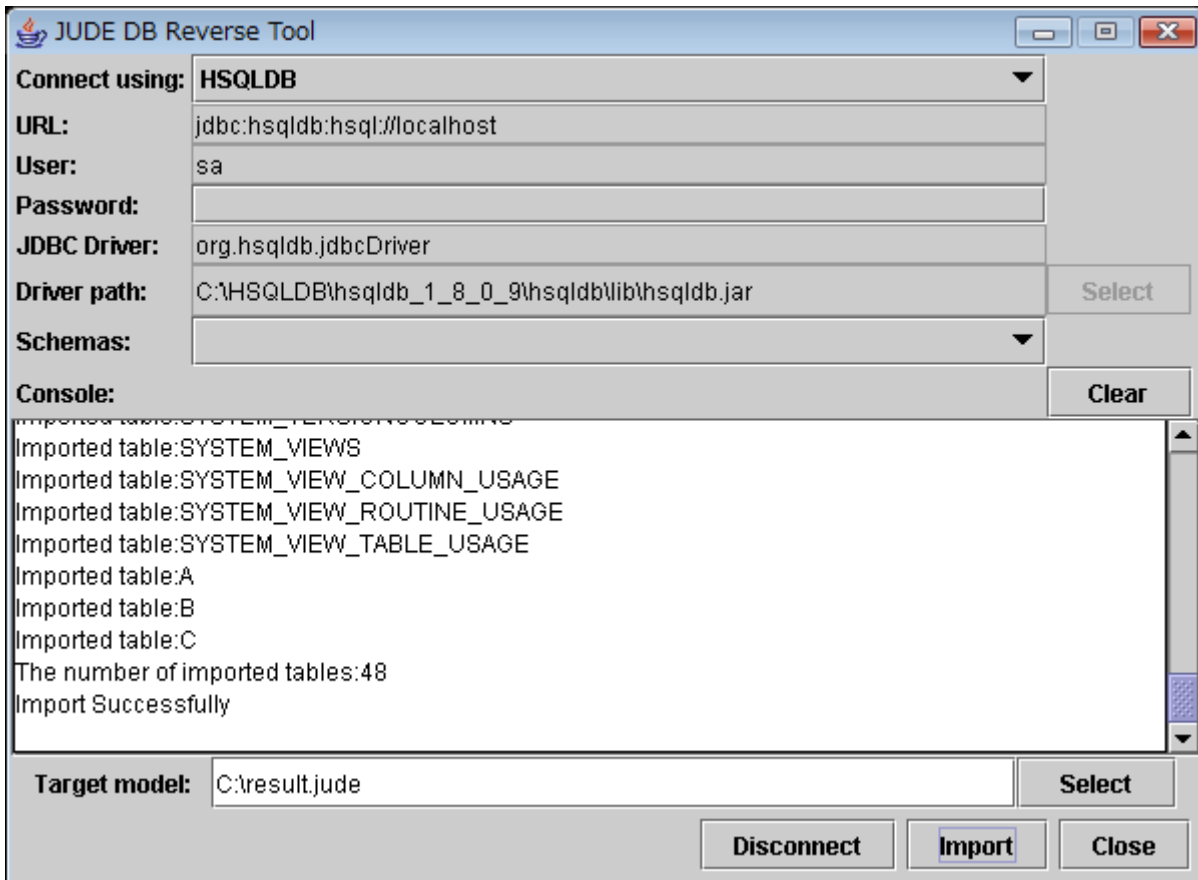 JUDE DB Reverse Tool
Connect using: HSQLDB
URL: jdbc:hsqldb:hsql://localhost
User: sa
Password:
JDBC Driver: org.hsqldb.jdbcDriver
Driver path: C:\HSQLDB\hsqldb_1_8_0_9\hsqldb\lib\hsqldb.jar Select
Schemas:
Console: Clear
Imported table:SYSTEM_VERSIONCOLUMNS
Imported table:SYSTEM_VIEWS
Imported table:SYSTEM_VIEW_COLUMN_USAGE
Imported table:SYSTEM_VIEW_ROUTINE_USAGE
Imported table:SYSTEM_VIEW_TABLE_USAGE
Imported table:A
Imported table:B
Imported table:C
The number of imported tables:48
Import Successfully
Target model: C:\result.jude Select
Disconnect Import Close